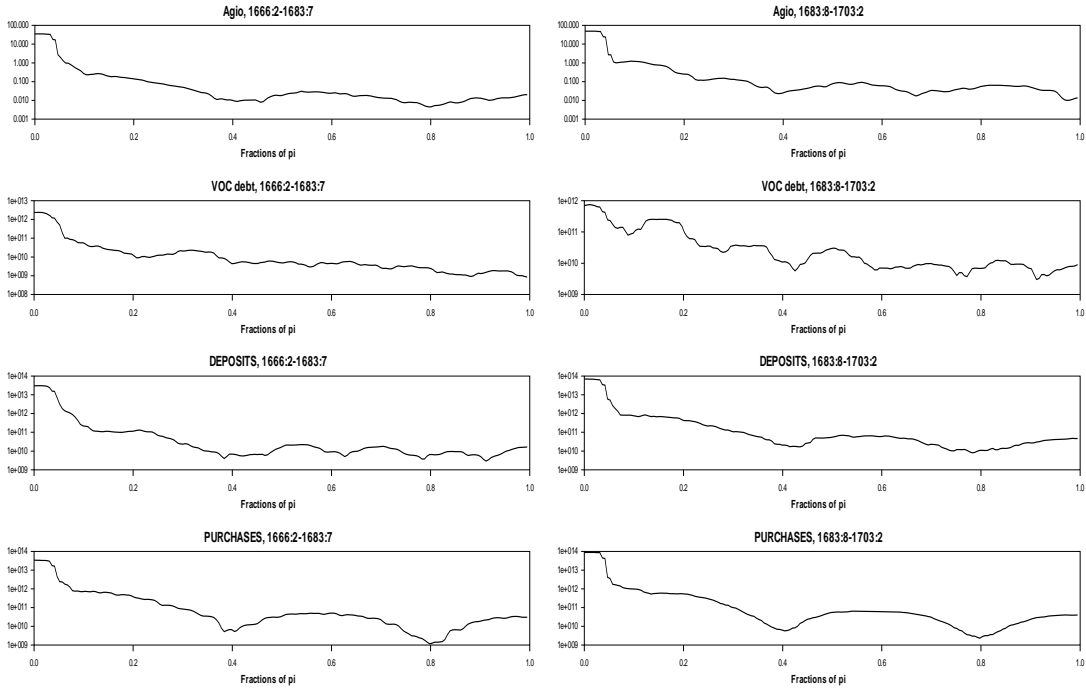 Agio, 1666:2-1683:7
100.000
10.000
1.000
0.100
0.010
0.001
0.0 0.2 0.4 0.6 0.8 1.0
Fractions of pi
Agio, 1683:8-1703:2
100.000
10.000
1.000
0.100
0.010
0.001
0.0 0.2 0.4 0.6 0.8 1.0
Fractions of pi
VOC debt, 1666:2-1683:7
1e+013
1e+012
1e+011
1e+010
1e+009
1e+008
0.0 0.2 0.4 0.6 0.8 1.0
Fractions of pi
VOC debt, 1683:8-1703:2
1e+012
1e+011
1e+010
1e+009
0.0 0.2 0.4 0.6 0.8 1.0
Fractions of pi
DEPOSITS, 1666:2-1683:7
1e+014
1e+013
1e+012
1e+011
1e+010
1e+009
0.0 0.2 0.4 0.6 0.8 1.0
Fractions of pi
DEPOSITS, 1683:8-1703:2
1e+014
1e+013
1e+012
1e+011
1e+010
1e+009
0.0 0.2 0.4 0.6 0.8 1.0
Fractions of pi
PURCHASES, 1666:2-1683:7
1e+014
1e+013
1e+012
1e+011
1e+010
1e+009
0.0 0.2 0.4 0.6 0.8 1.0
Fractions of pi
PURCHASES, 1683:8-1703:2
1e+014
1e+013
1e+012
1e+011
1e+010
1e+009
0.0 0.2 0.4 0.6 0.8 1.0
Fractions of pi